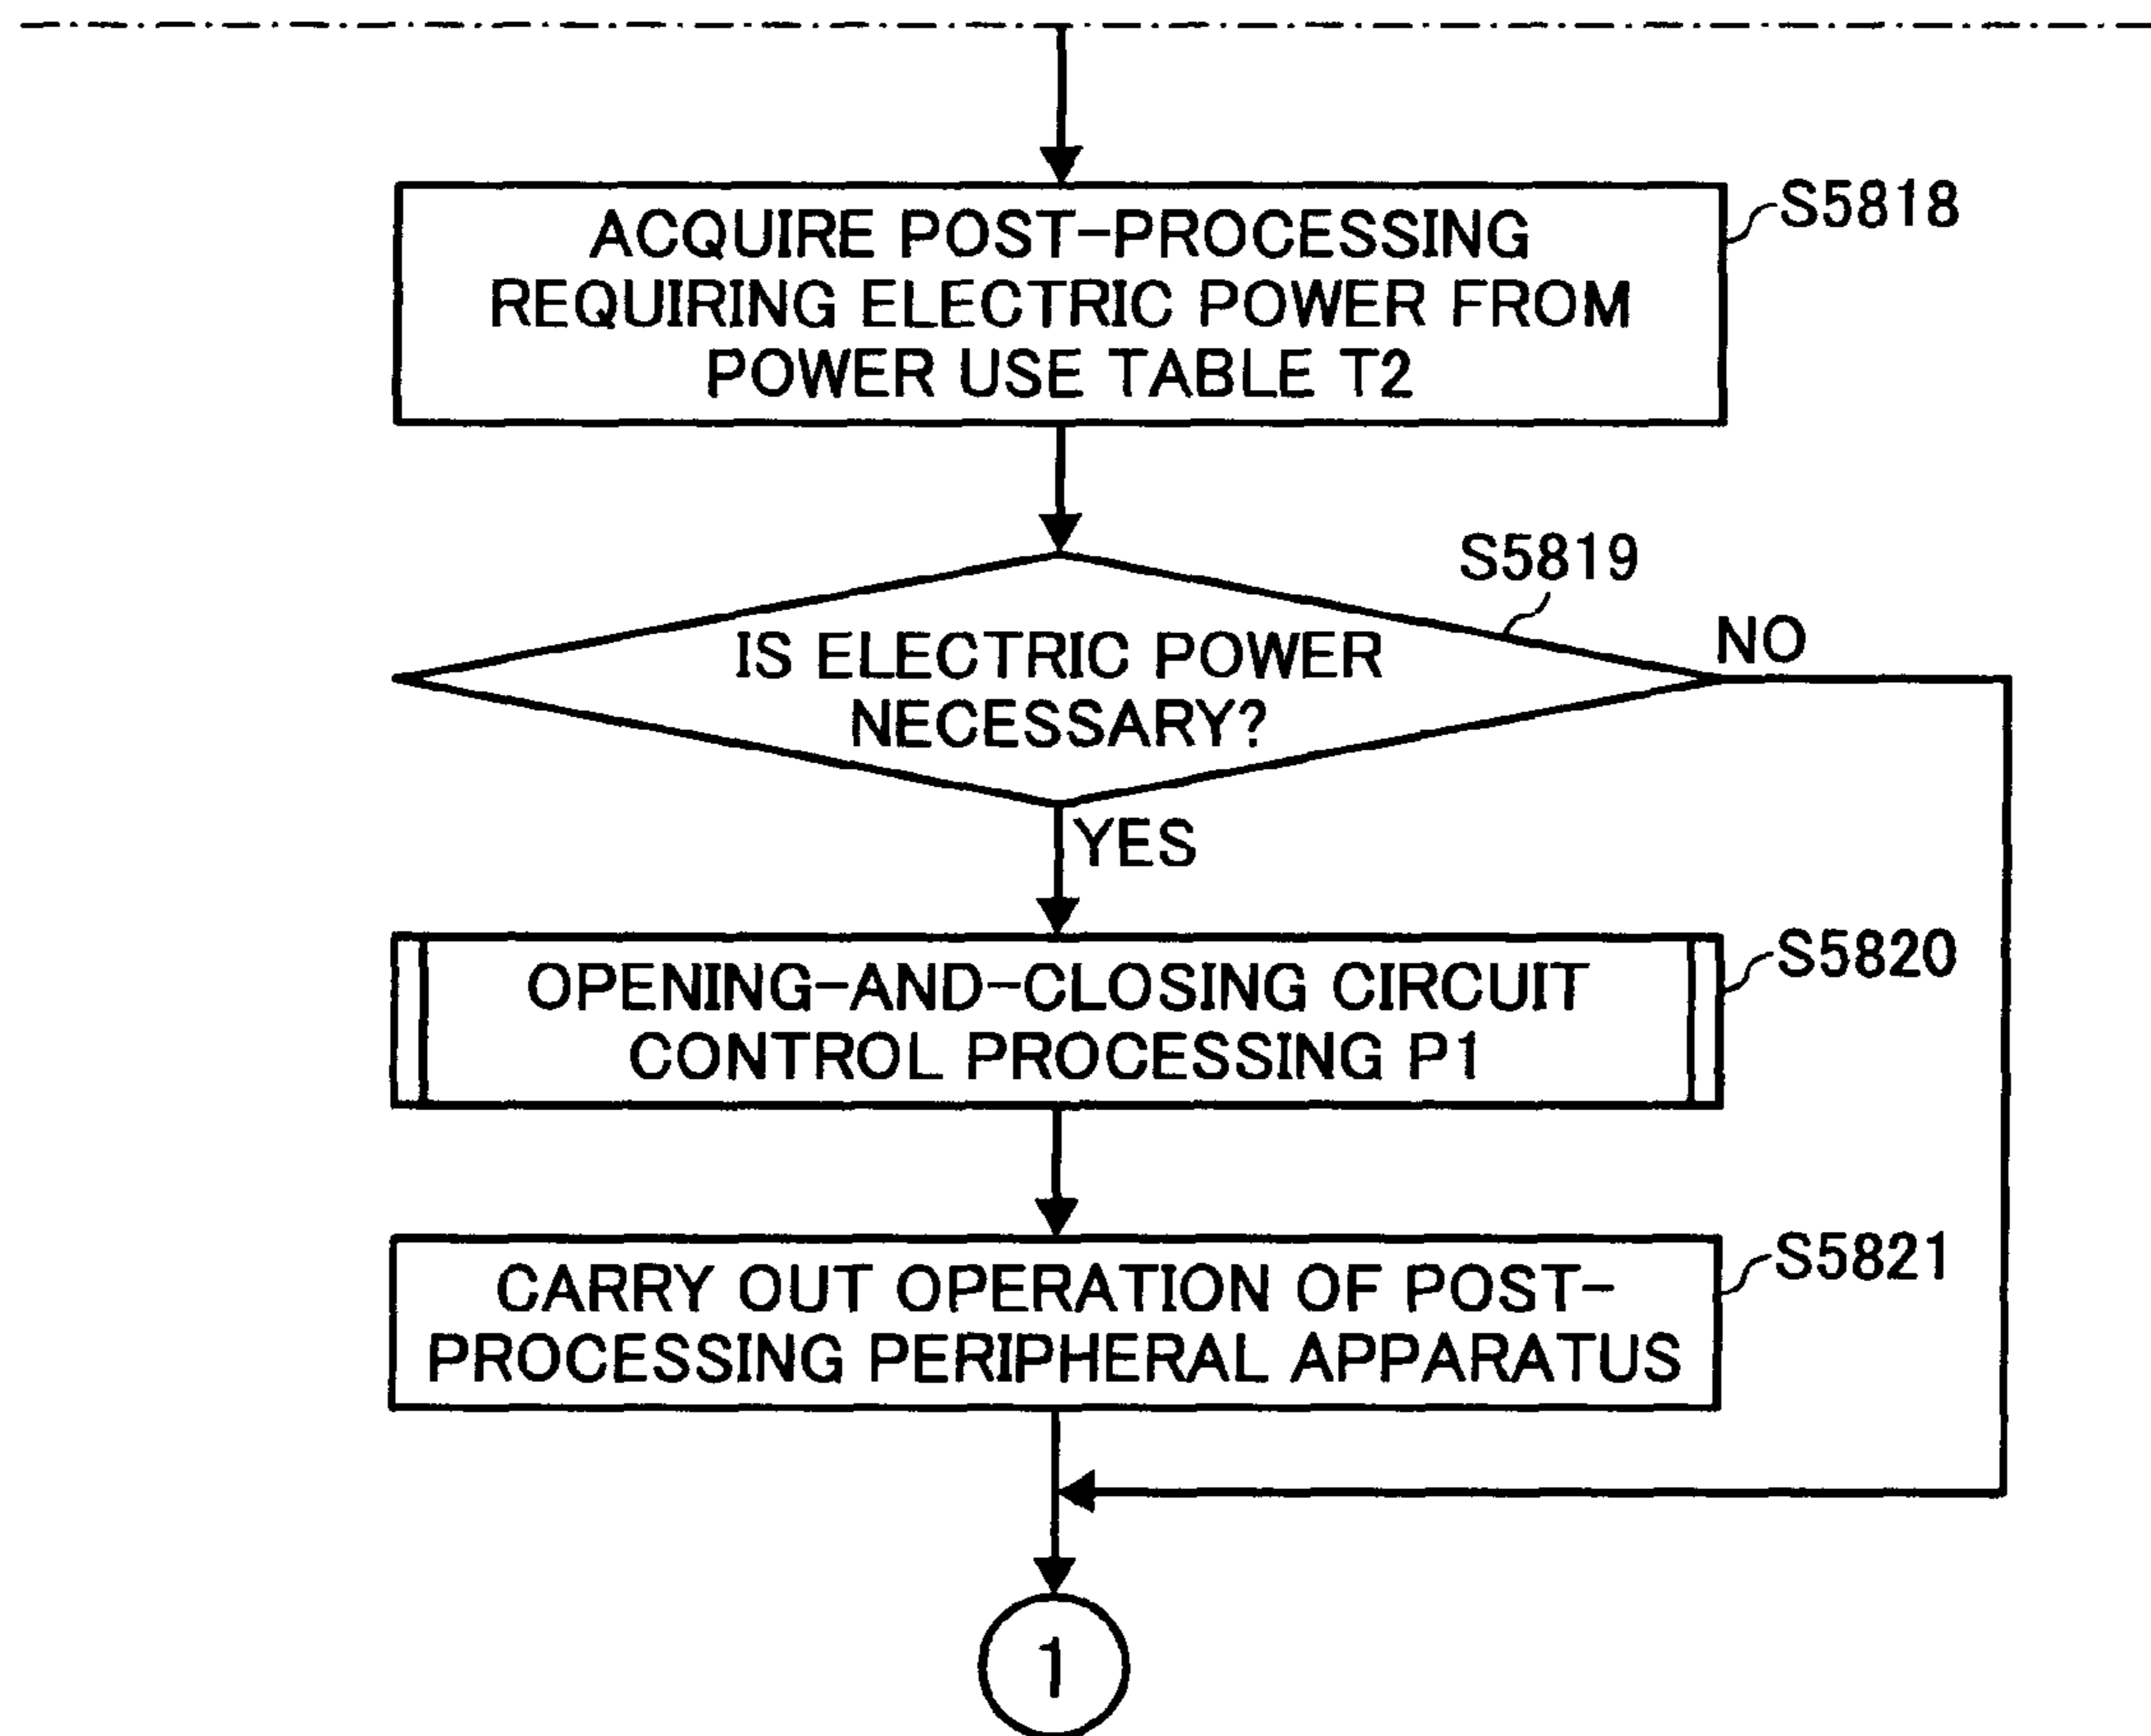 ACQUIRE POST-PROCESSING
REQUIRING ELECTRIC POWER FROM
POWER USE TABLE T2
S5818
IS ELECTRIC POWER
NECESSARY?
S5819
NO
YES
OPENING-AND-CLOSING CIRCUIT
CONTROL PROCESSING P1
S5820
CARRY OUT OPERATION OF POST-
PROCESSING PERIPHERAL APPARATUS
S5821
1